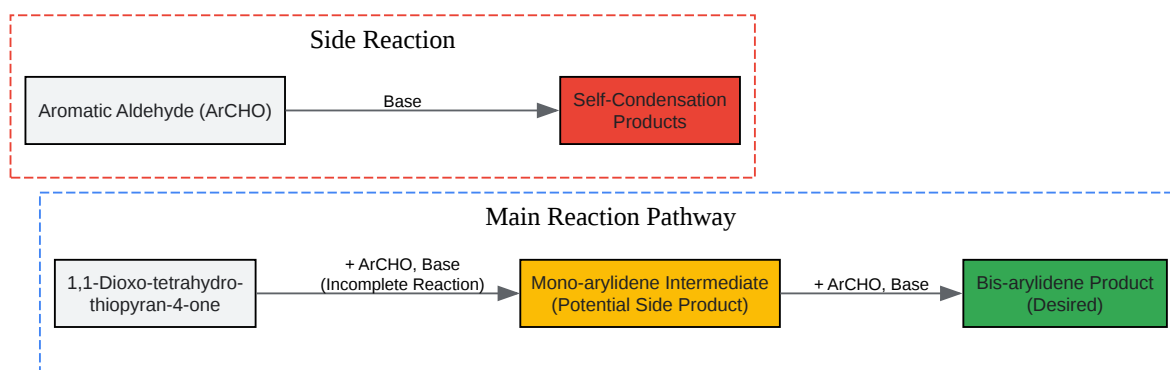 Side Reaction
Aromatic Aldehyde (ArCHO)
Base
Self-Condensation
Products
Main Reaction Pathway
1,1-Dioxo-tetrahydro-
thiopyran-4-one
+ ArCHO, Base
(Incomplete Reaction)
Mono-arylidene Intermediate
(Potential Side Product)
+ ArCHO, Base
Bis-arylidene Product
(Desired)